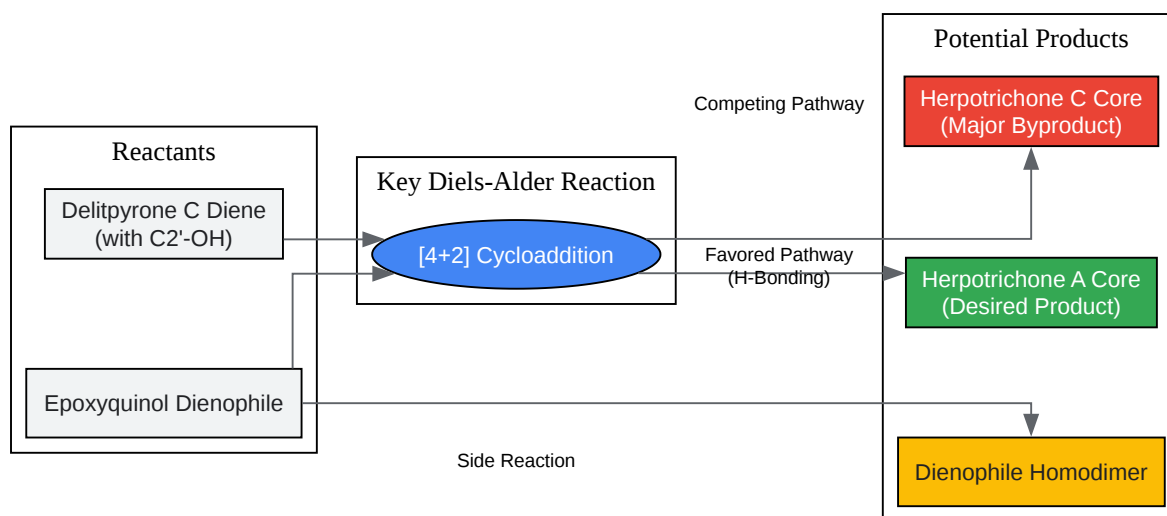 Reactants
Delitpyrone C Diene
(with C2'-OH)
Epoxyquinol Dienophile
Key Diels-Alder Reaction
[4+2] Cycloaddition
Competing Pathway
Favored Pathway
(H-Bonding)
Side Reaction
Potential Products
Herpotrichone C Core
(Major Byproduct)
Herpotrichone A Core
(Desired Product)
Dienophile Homodimer